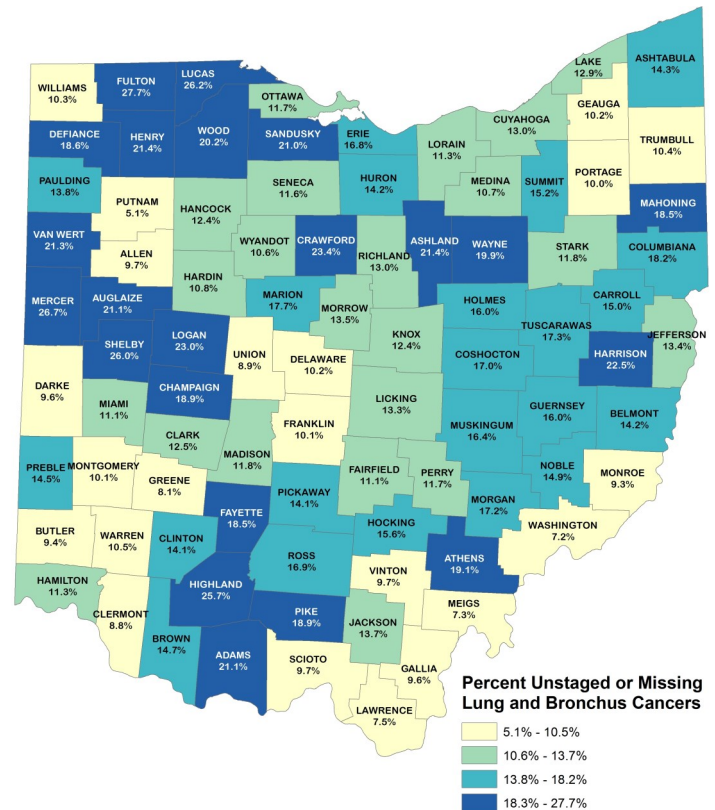 LAKE
12.9%
ASHTABULA
14.3%
WILLIAMS
10.3%
FULTON
27.7%
LUCAS
26.2%
OTTAWA
11.7%
GEAUGA
10.2%
CUYAHOGA
13.0%
DEFIANCE
18.6%
HENRY
21.4%
WOOD
20.2%
SANDUSKY
21.0%
ERIE
16.8%
LORAIN
11.3%
TRUMBULL
10.4%
PAULDING
13.8%
PUTNAM
5.1%
HANCOCK
12.4%
SENECA
11.6%
HURON
14.2%
MEDINA
10.7%
SUMMIT
15.2%
PORTAGE
10.0%
MAHONING
18.5%
VAN WERT
21.3%
ALLEN
9.7%
WYANDOT
10.6%
CRAWFORD
23.4%
RICHLAND
13.0%
ASHLAND
21.4%
WAYNE
19.9%
STARK
11.8%
COLUMBIANA
18.2%
HARDIN
10.8%
MERCER
26.7%
AUGLAIZE
21.1%
MARION
17.7%
MORROW
13.5%
HOLMES
16.0%
CARROLL
15.0%
SHELBY
26.0%
LOGAN
23.0%
UNION
8.9%
DELAWARE
10.2%
KNOX
12.4%
COSHOCTON
17.0%
TUSCARAWAS
17.3%
HARRISON
22.5%
JEFFERSON
13.4%
DARKE
9.6%
MIAMI
11.1%
CHAMPAIGN
18.9%
LICKING
13.3%
GUERNSEY
16.0%
BELMONT
14.2%
CLARK
12.5%
MADISON
11.8%
FRANKLIN
10.1%
MUSKINGUM
16.4%
PREBLE
14.5%
MONTGOMERY
10.1%
GREENE
8.1%
PICKAWAY
14.1%
FAIRFIELD
11.1%
PERRY
11.7%
MORGAN
17.2%
NOBLE
14.9%
MONROE
9.3%
BUTLER
9.4%
WARREN
10.5%
CLINTON
14.1%
FAYETTE
18.5%
ROSS
16.9%
HOCKING
15.6%
ATHENS
19.1%
WASHINGTON
7.2%
HAMILTON
11.3%
CLERMONT
8.8%
HIGHLAND
25.7%
VINTON
9.7%
MEIGS
7.3%
BROWN
14.7%
ADAMS
21.1%
PIKE
18.9%
JACKSON
13.7%
SCIOTO
9.7%
GALLIA
9.6%
LAWRENCE
7.5%
Percent Unstaged or Missing
Lung and Bronchus Cancers
5.1% - 10.5%
10.6% - 13.7%
13.8% - 18.2%
18.3% - 27.7%